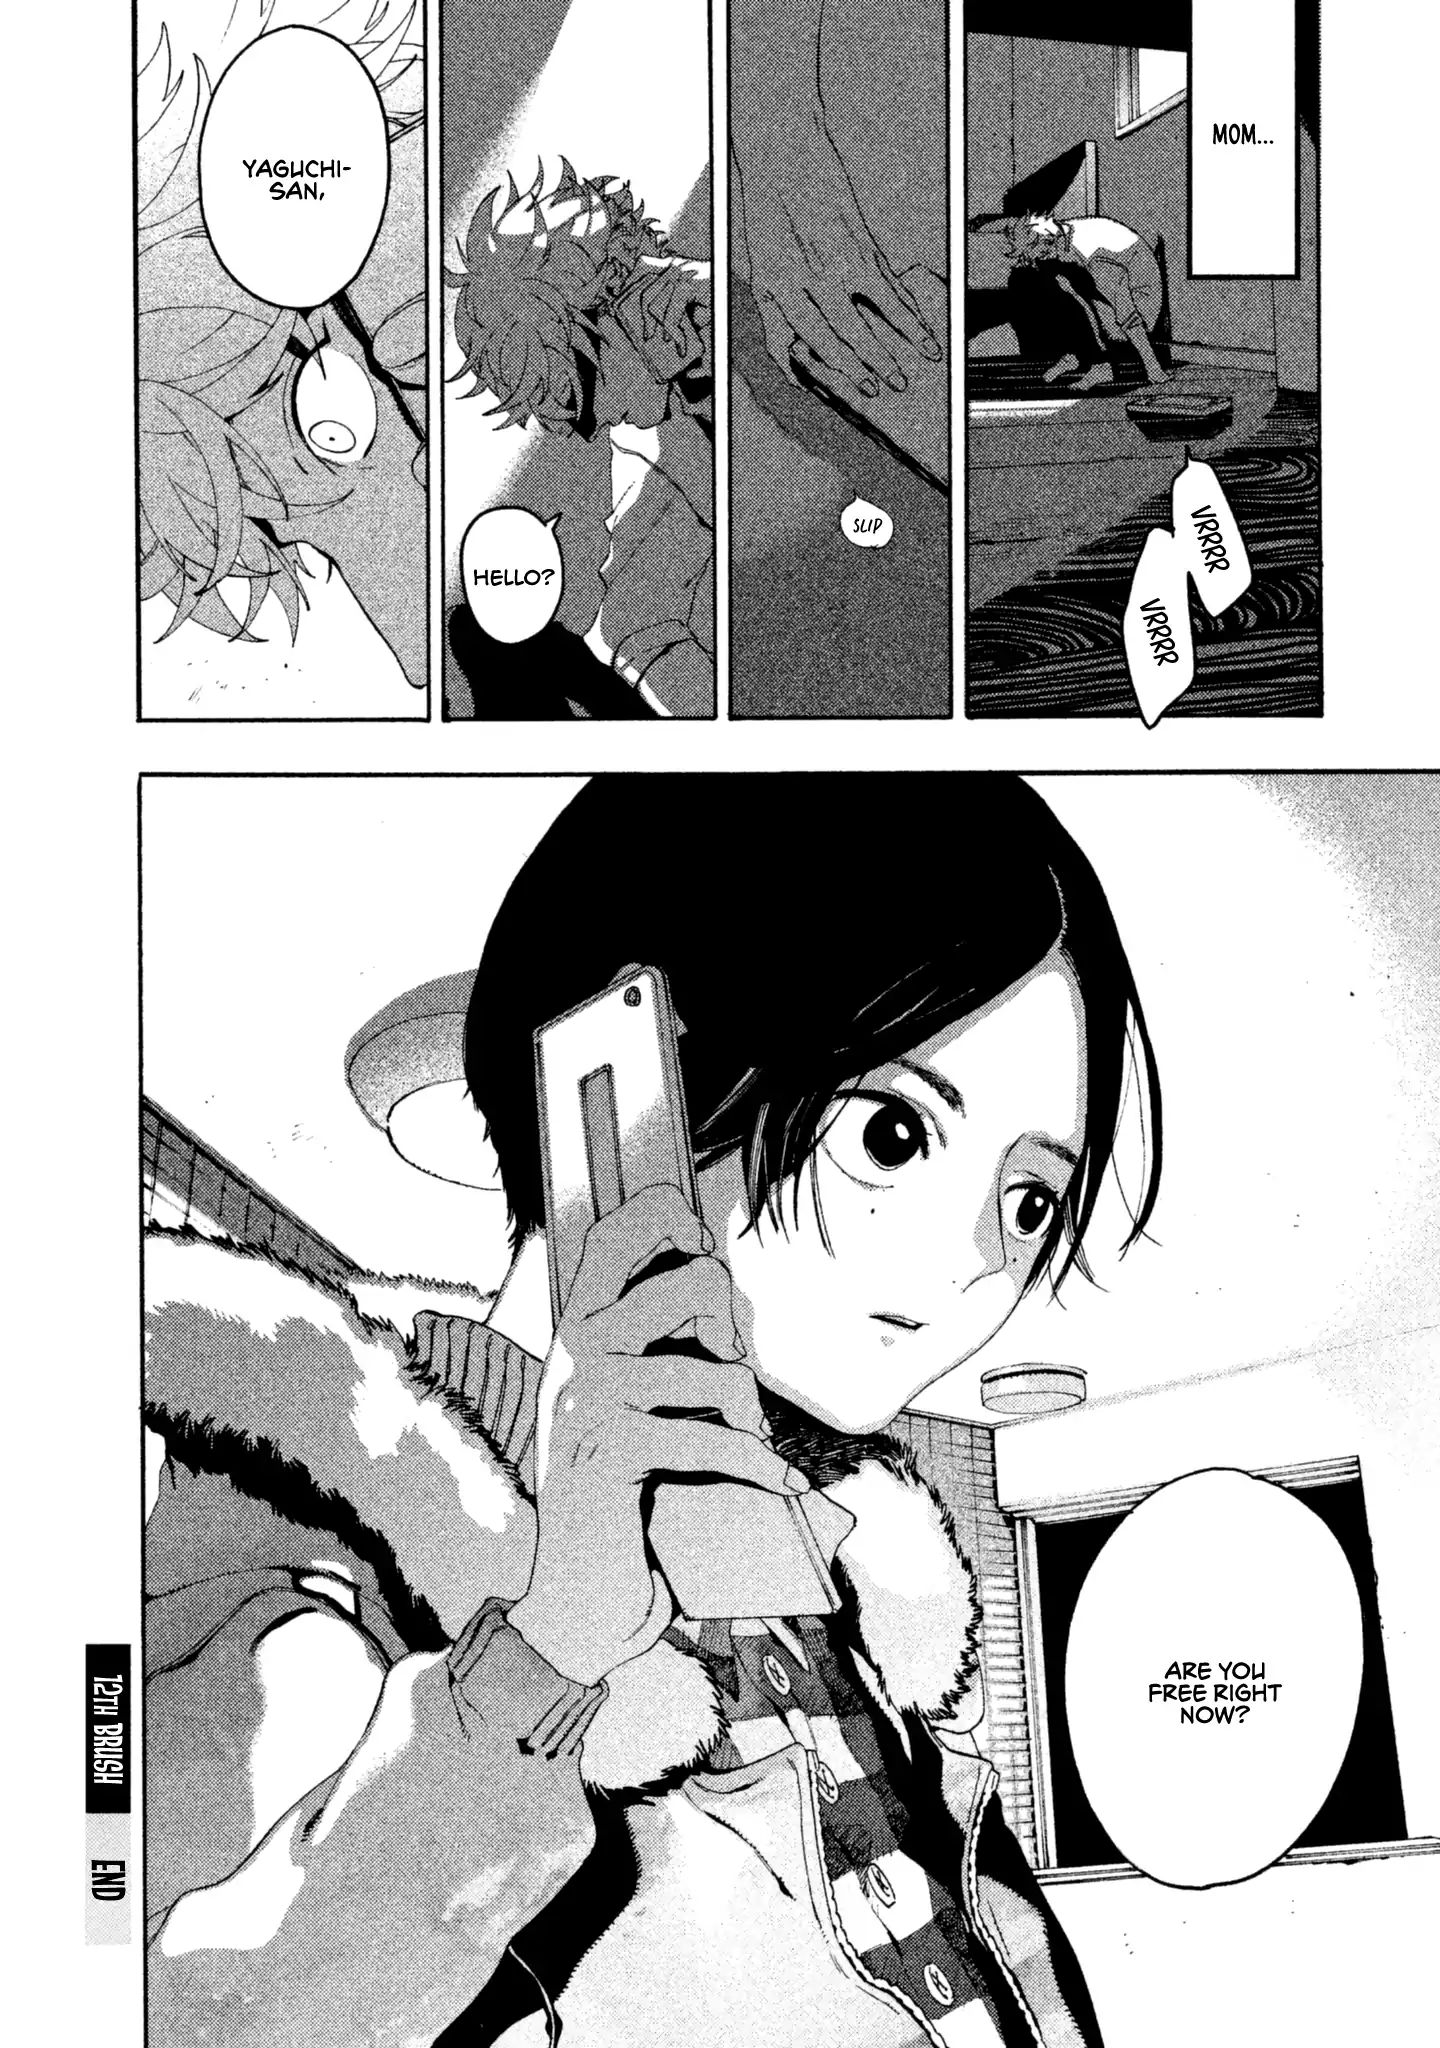 MOM...
VRRRR
VRRRR
SLIP
HELLO?
YAGUCHI-
SAN,
ARE YOU
FREE RIGHT
NOW?
12TH BRUSH
END